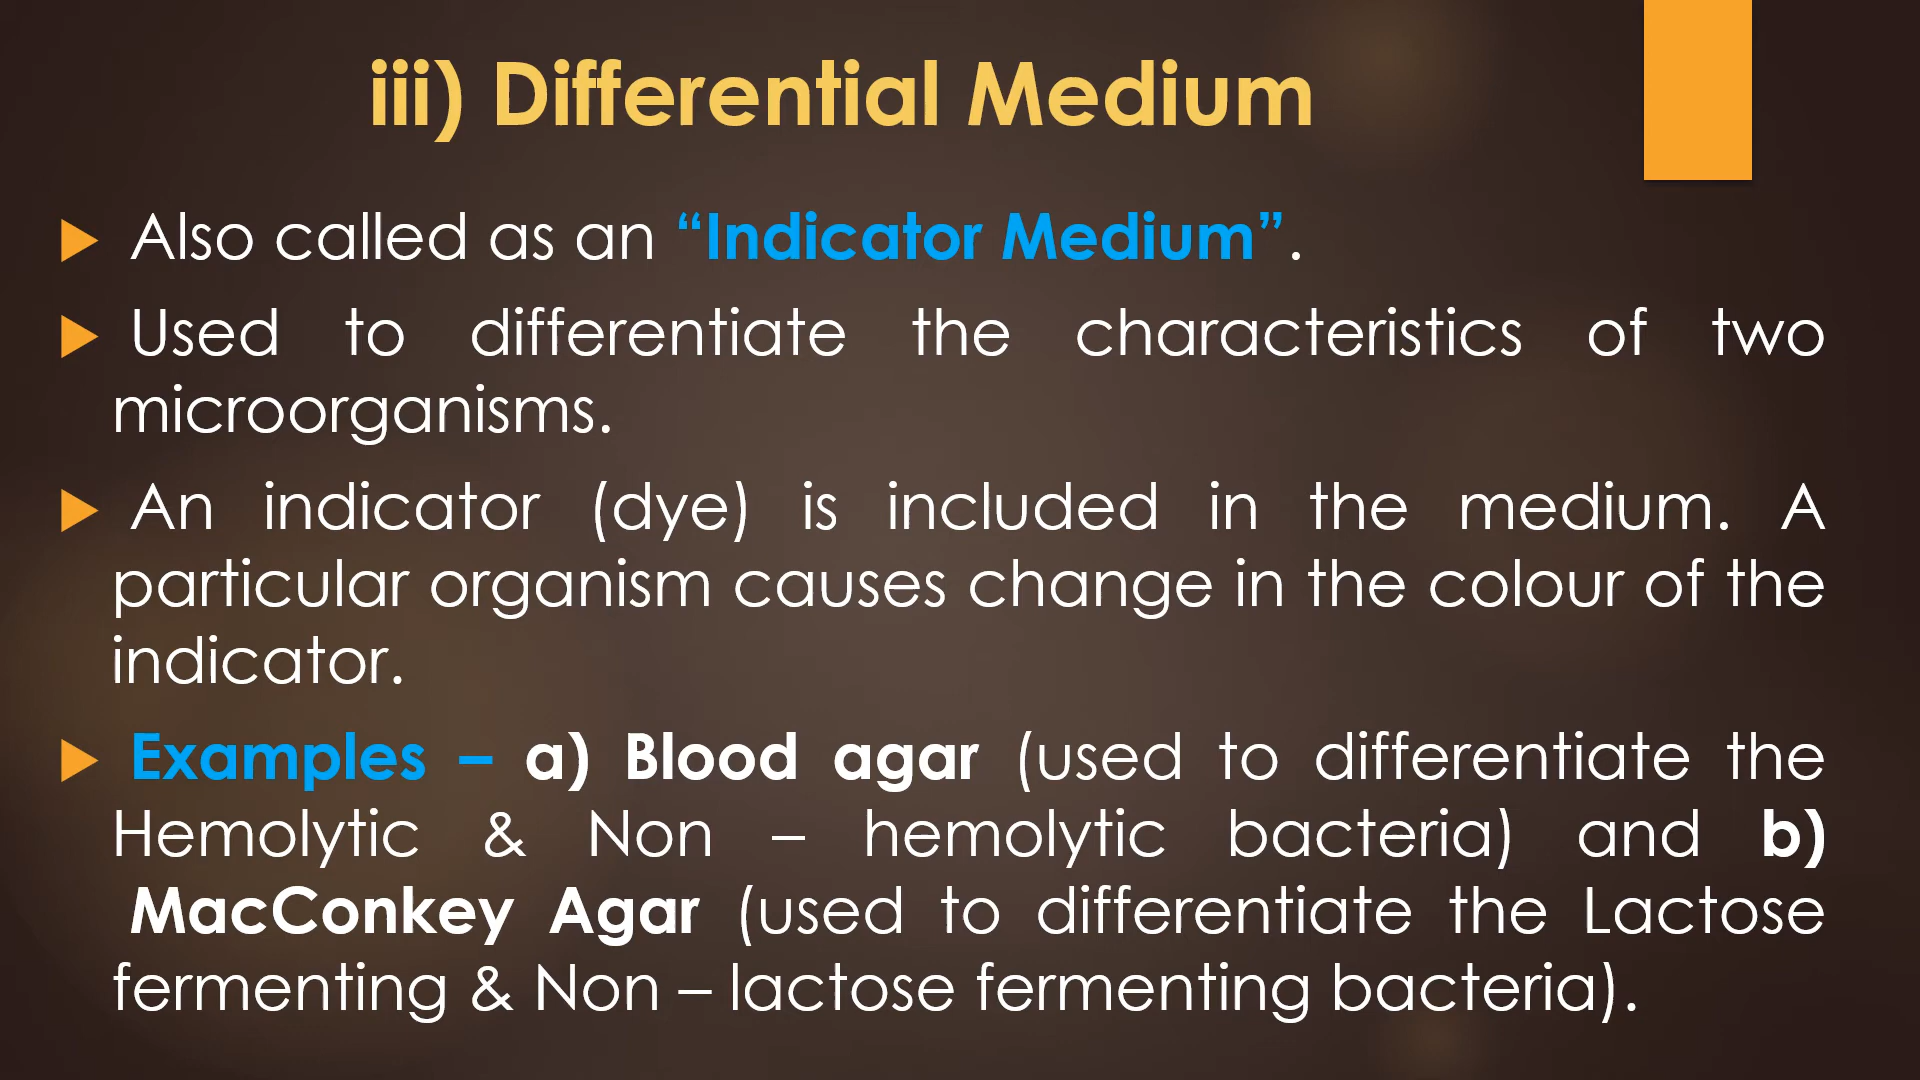 iii) Differential Medium
Also called as an “Indicator Medium”.
Used to differentiate the characteristics of two
microorganisms.
An indicator (dye) is included in the medium. A
particular organism causes change in the colour of the
indicator.
Examples – a) Blood agar (used to differentiate the
Hemolytic & Non – hemolytic bacteria) and b)
MacConkey Agar (used to differentiate the Lactose
fermenting & Non – lactose fermenting bacteria).